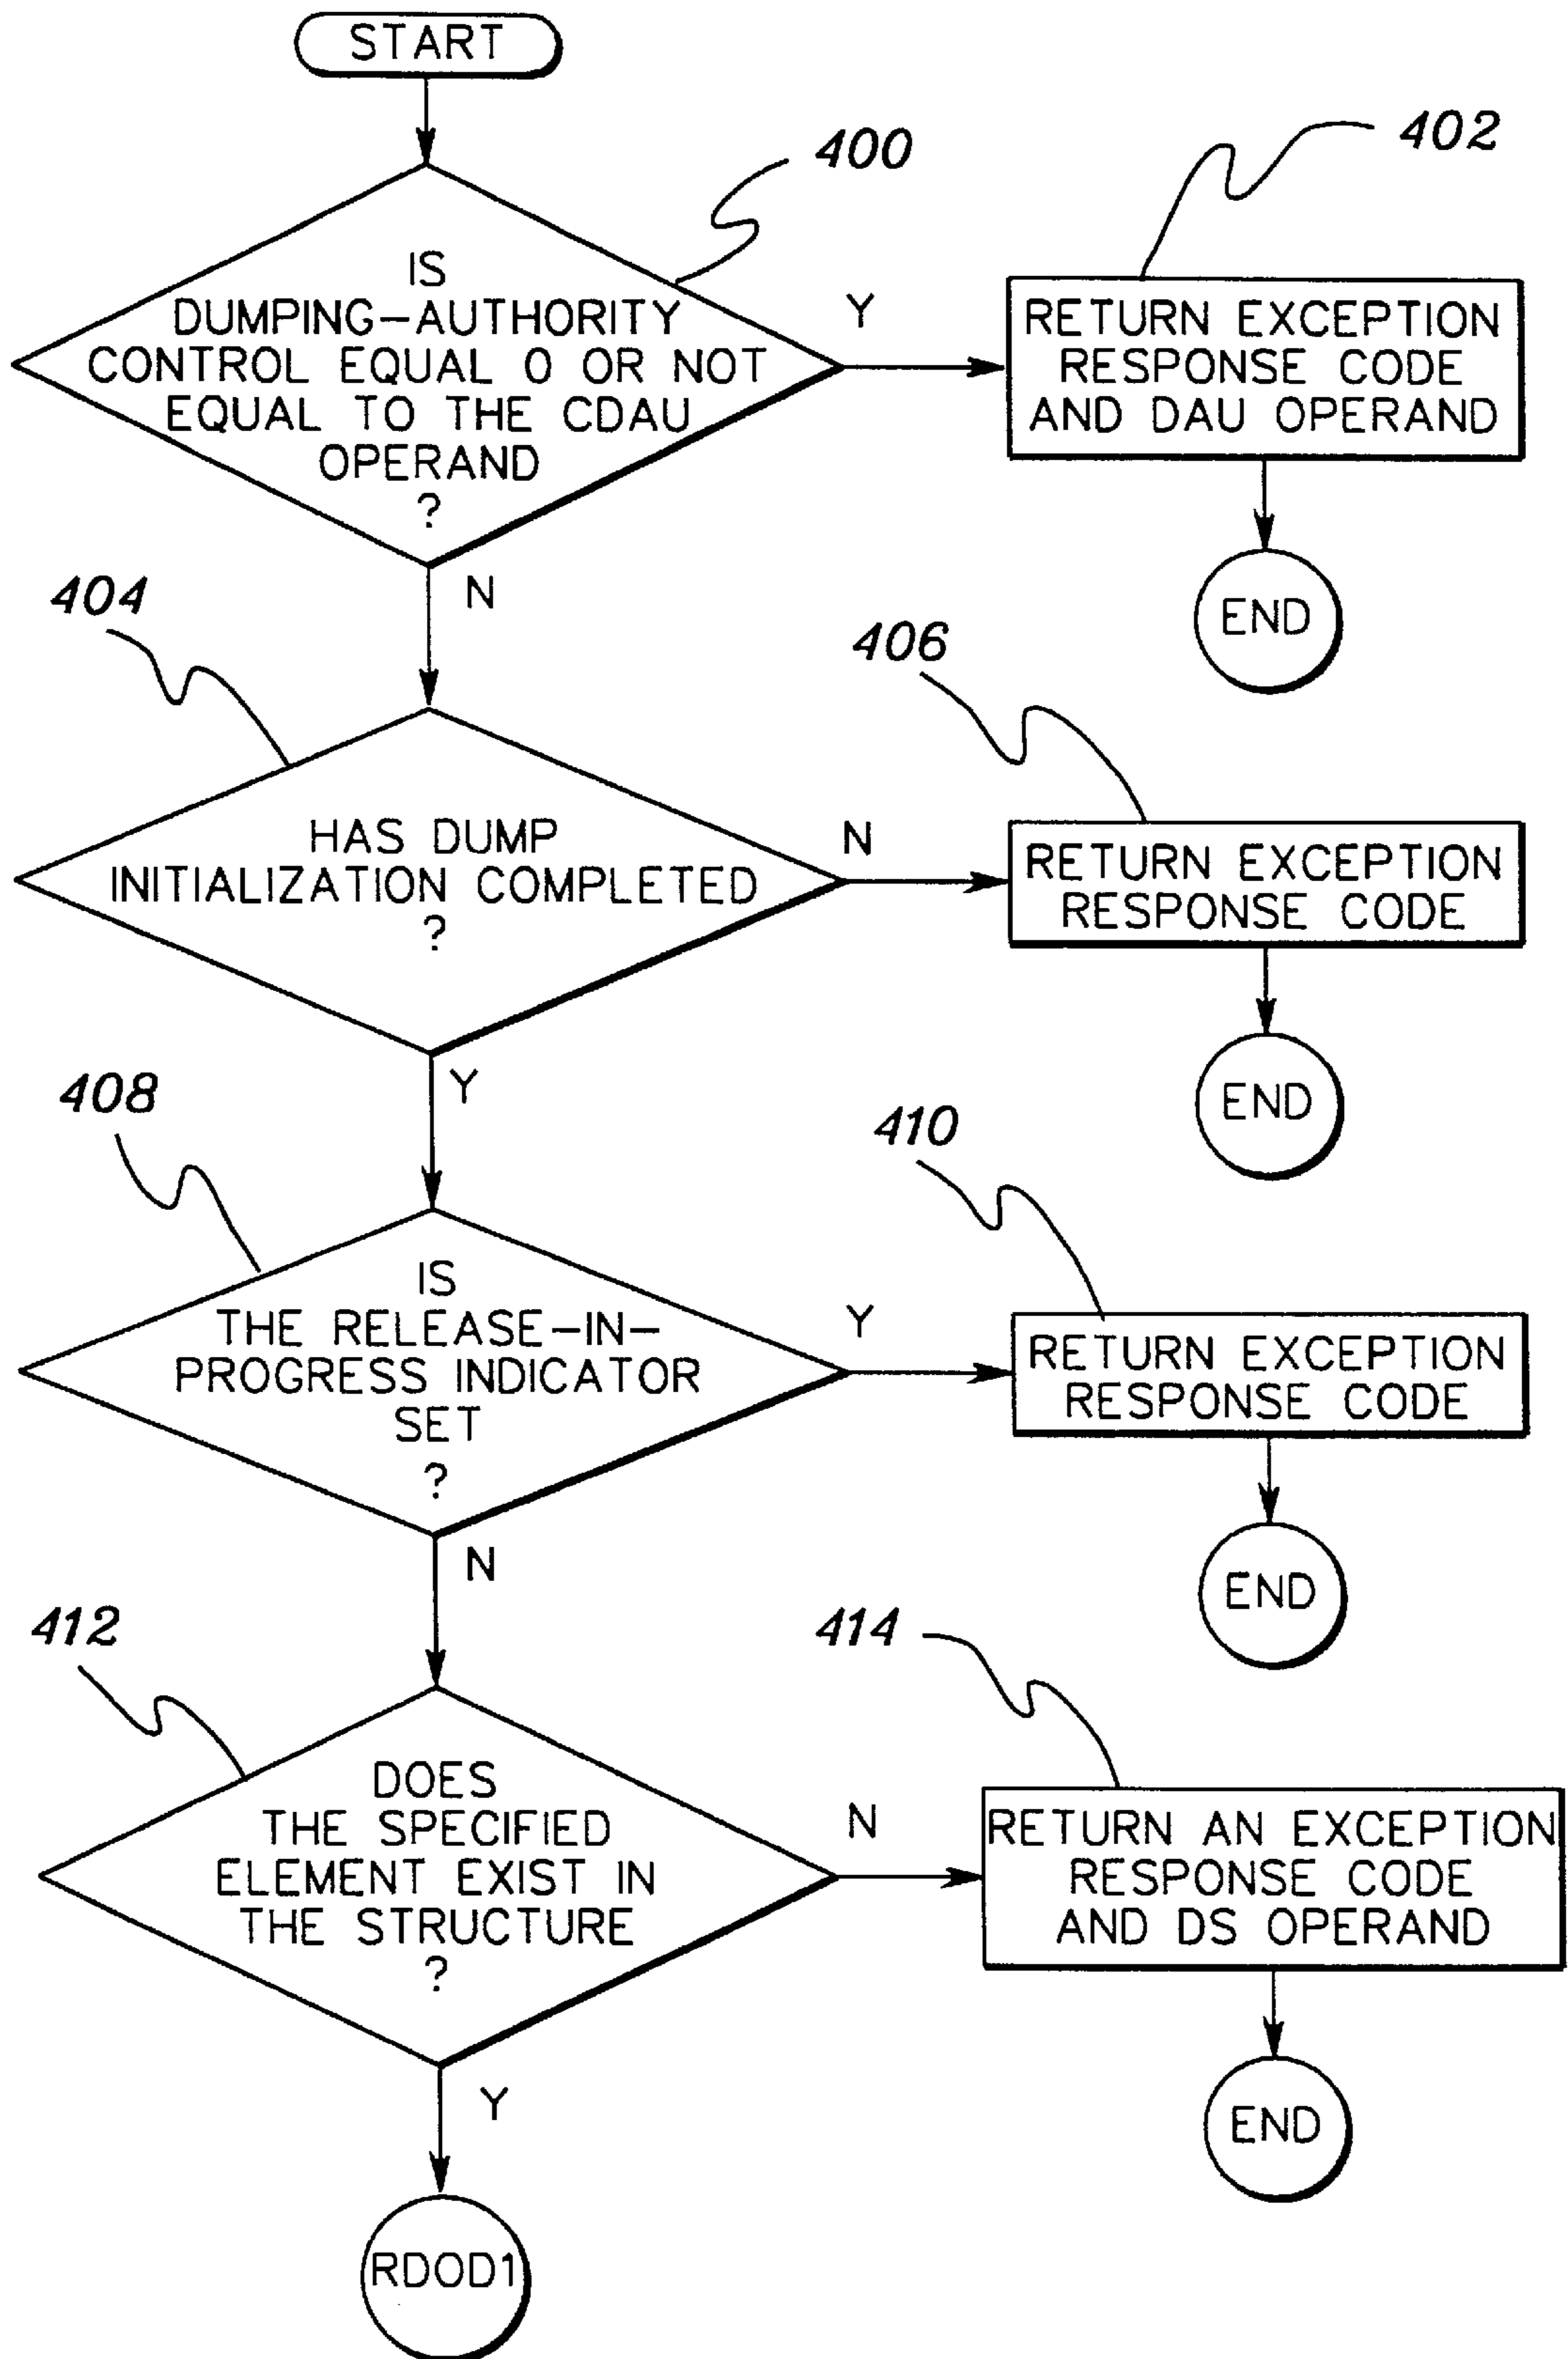 START
400
402
IS
DUMPING-AUTHORITY
CONTROL EQUAL 0 OR NOT
EQUAL TO THE CDAU
OPERAND
?
Y
RETURN EXCEPTION
RESPONSE CODE
AND DAU OPERAND
END
N
404
406
HAS DUMP
INITIALIZATION COMPLETED
?
N
RETURN EXCEPTION
RESPONSE CODE
END
Y
408
410
IS
THE RELEASE-IN-
PROGRESS INDICATOR
SET
?
Y
RETURN EXCEPTION
RESPONSE CODE
END
N
412
414
DOES
THE SPECIFIED
ELEMENT EXIST IN
THE STRUCTURE
?
N
RETURN AN EXCEPTION
RESPONSE CODE
AND DS OPERAND
END
Y
RDOD1